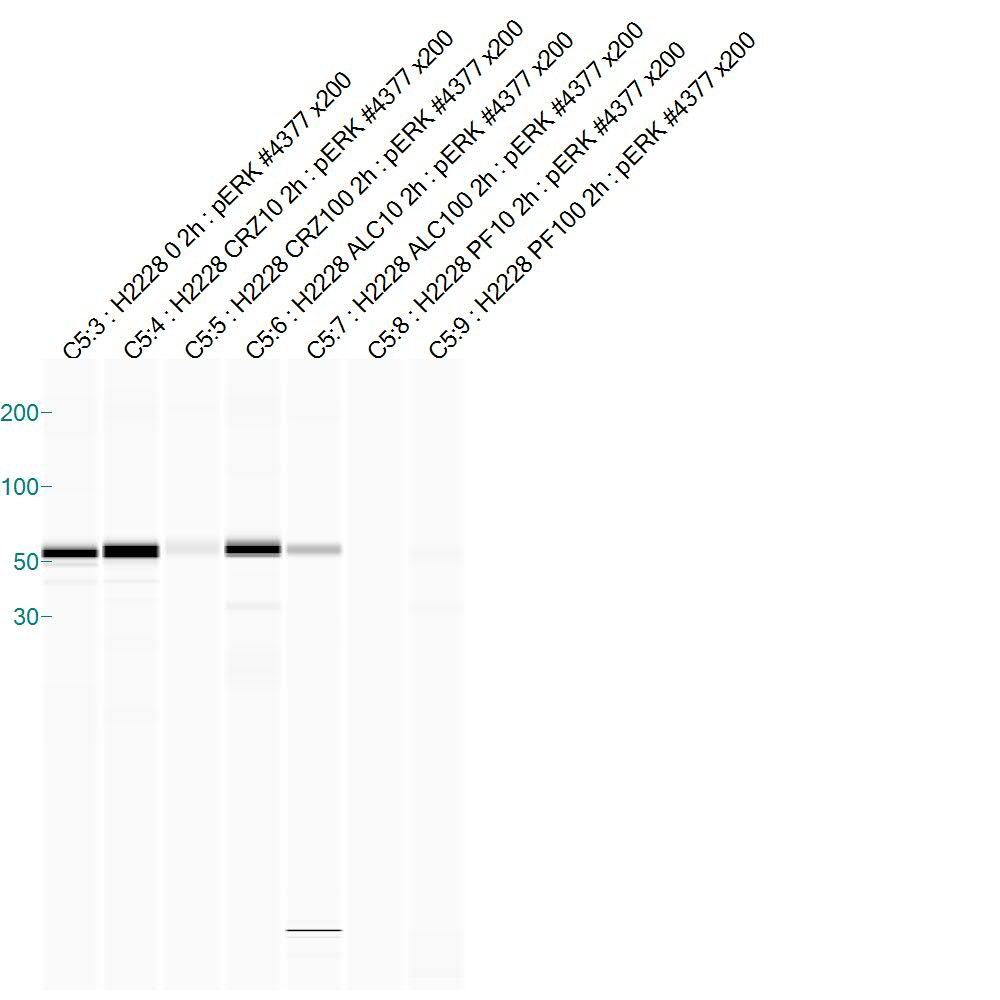 C5:3 : H2228 0 2h : pERK #4377 x200
C5:4 : H2228 CRZ10 2h : pERK #4377 x200
C5:5 : H2228 CRZ100 2h : pERK #4377 x200
C5:6 : H2228 ALC10 2h : pERK #4377 x200
C5:7 : H2228 ALC100 2h : pERK #4377 x200
C5:8 : H2228 PF10 2h : pERK #4377 x200
C5:9 : H2228 PF100 2h : pERK #4377 x200
200
100
50
30